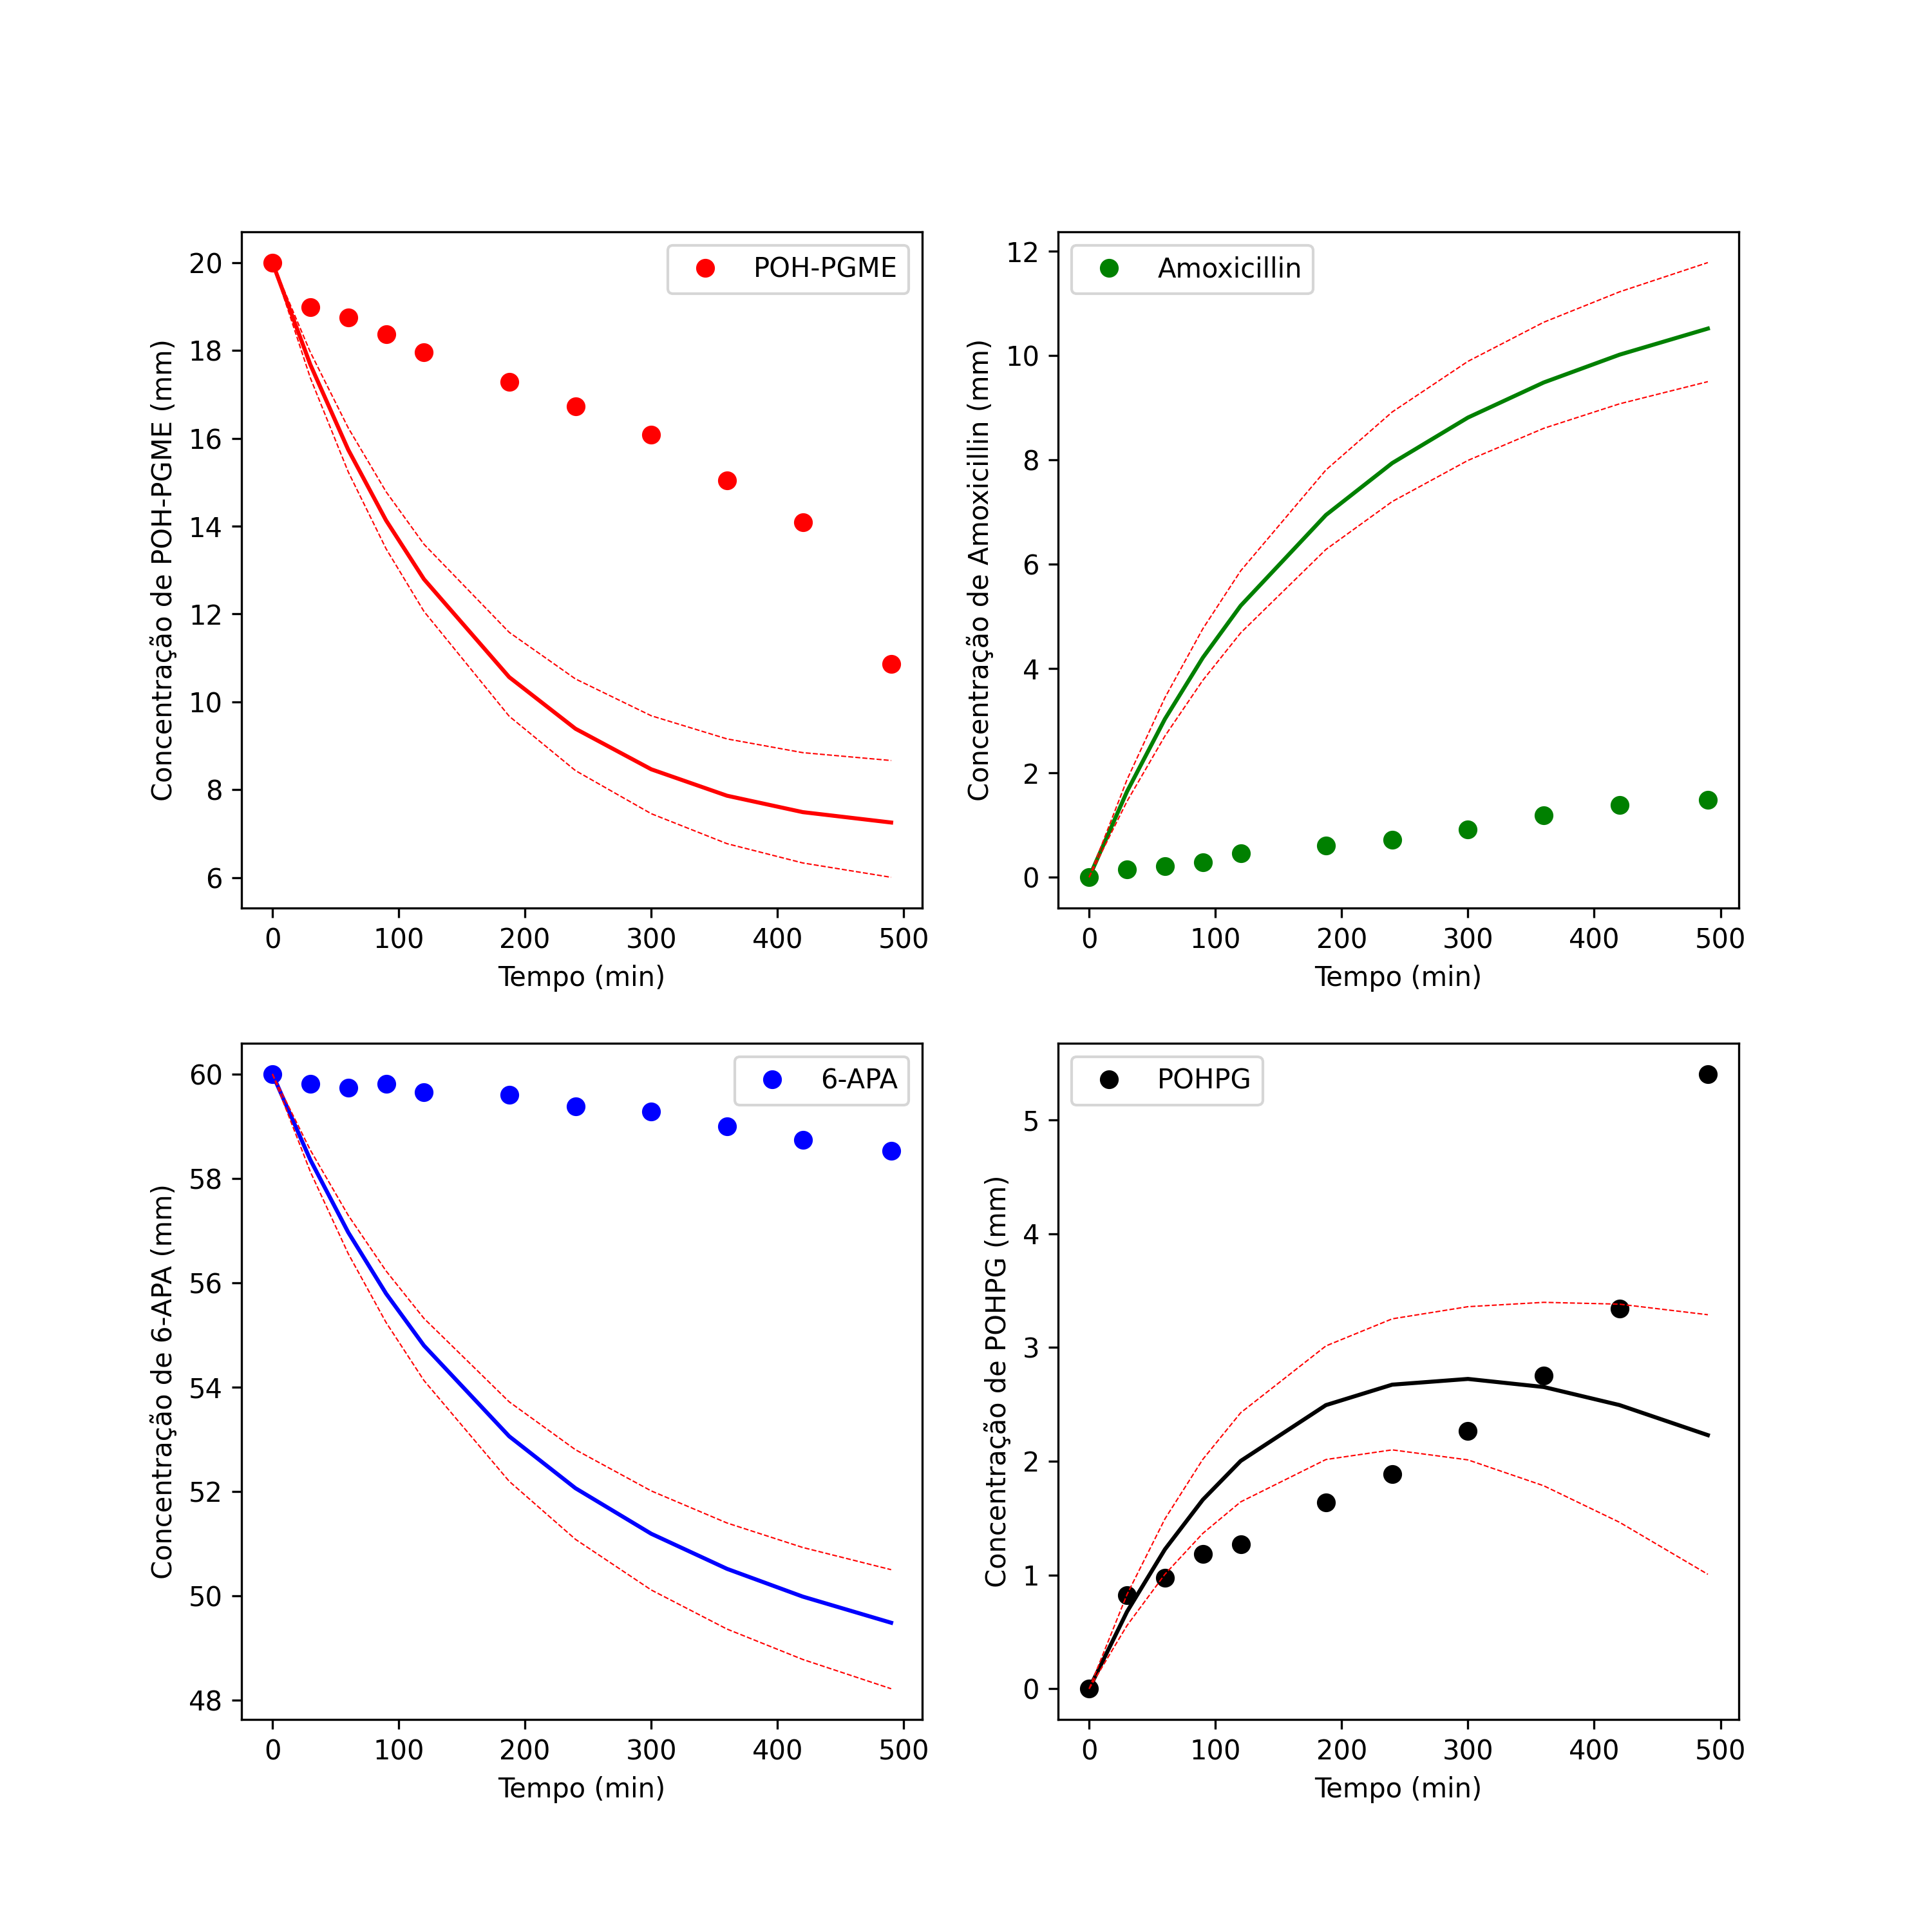 POH-PGME
Concentração de POH-PGME (mm)
20
18
16
14
12
10
8
6
0 100 200 300 400 500
Tempo (min)
Amoxicillin
Concentração de Amoxicillin (mm)
12
10
8
6
4
2
0
0 100 200 300 400 500
Tempo (min)
6-APA
Concentração de 6-APA (mm)
60
58
56
54
52
50
48
0 100 200 300 400 500
Tempo (min)
POHPG
Concentração de POHPG (mm)
5
4
3
2
1
0
0 100 200 300 400 500
Tempo (min)